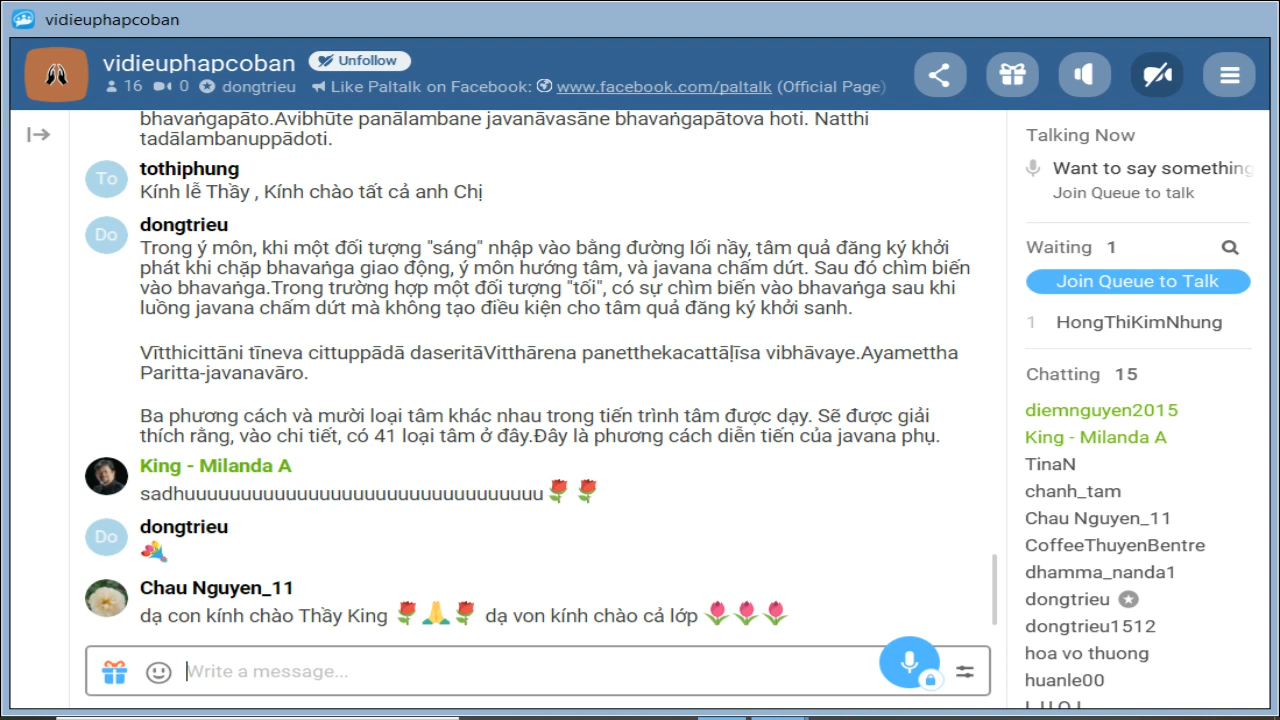 vidieuphapcoban
vidieuphapcoban Unfollow
16 0 dongtrieu Like Paltalk on Facebook: www.facebook.com/paltalk (Official Page)
bhavaṅgapāto.Avibhūte panālambane javanāvasāne bhavaṅgapātova hoti. Natthi
tadālambanuppādoti.
To
tothiphung
Kính lễ Thầy , Kính chào tất cả anh Chị
Do
dongtrieu
Trong ý môn, khi một đối tượng "sáng" nhập vào bằng đường lối nầy, tâm quả đăng ký khởi
phát khi chặp bhavaṅga giao động, ý môn hướng tâm, và javana chấm dứt. Sau đó chìm biến
vào bhavaṅga.Trong trường hợp một đối tượng "tối", có sự chìm biến vào bhavaṅga sau khi
luồng javana chấm dứt mà không tạo điều kiện cho tâm quả đăng ký khởi sanh.
Vītthicittāni tīneva cittuppādā daseritāVitthārena panetthekacattāḷīsa vibhāvaye.Ayamettha
Paritta-javanavāro.
Ba phương cách và mười loại tâm khác nhau trong tiến trình tâm được dạy. Sẽ được giải
thích rằng, vào chi tiết, có 41 loại tâm ở đây.Đây là phương cách diễn tiến của javana phụ.
King - Milanda A
sadhuuuuuuuuuuuuuuuuuuuuuuuuuuuuuuuu
Do
dongtrieu
Chau Nguyen_11
dạ con kính chào Thầy King dạ von kính chào cả lớp
Write a message...
Talking Now
Want to say something
Join Queue to talk
Waiting 1
Join Queue to Talk
1 HongThiKimNhung
Chatting 15
diemnguyen2015
King - Milanda A
TinaN
chanh_tam
Chau Nguyen_11
CoffeeThuyenBentre
dhamma_nanda1
dongtrieu
dongtrieu1512
hoa vo thuong
huanle00